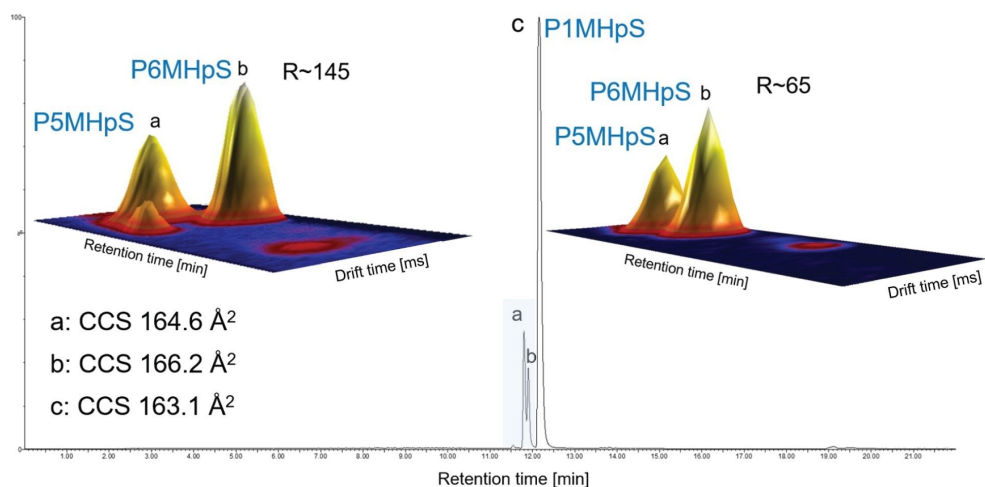 100
c P1MHpS
P6MHpS b R~145
P5MHpS a
Retention time [min]
Drift time [ms]
P6MHpS b R~65
P5MHpS a
Retention time [min]
Drift time [ms]
%
a: CCS 164.6 Å²
b: CCS 166.2 Å²
c: CCS 163.1 Å²
a
b
0
1.00 2.00 3.00 4.00 5.00 6.00 7.00 8.00 9.00 10.00 11.00 12.00 13.00 14.00 15.00 16.00 17.00 18.00 19.00 20.00 21.00
Retention time [min]